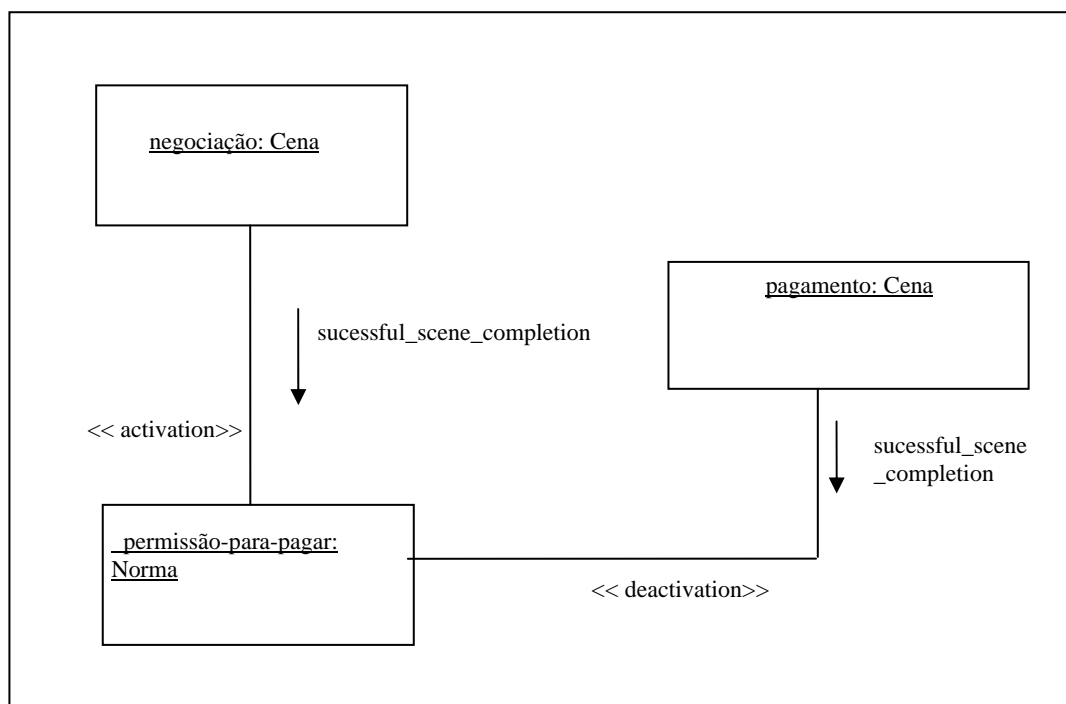 negociação: Cena
pagamento: Cena
sucessful_scene_completion
<< activation>>
sucessful_scene
_completion
_permissão-para-pagar:
Norma
<< deactivation>>